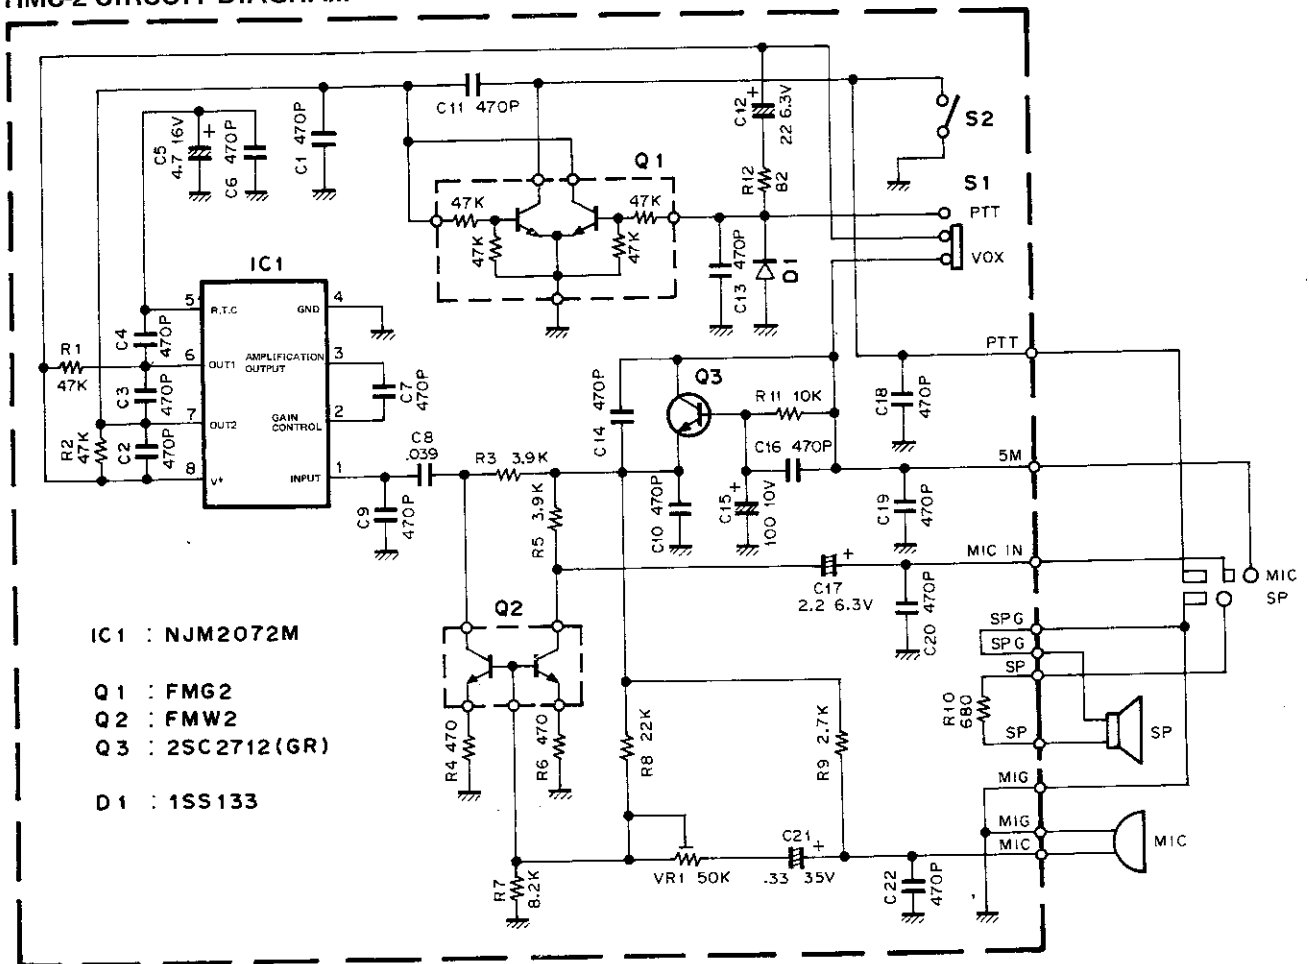 HMC-2 CIRCUIT DIAGRAM
C11 470P
C12 22 6.3V
+
S2
C5 4.7 16V
+
C6 470P
C1 470P
Q1
R12 82
S1
PTT
VOX
47K
47K
47K
47K
C13 470P
D1
IC1
5 R.T.C
GND 4
6 OUT1
AMPLIFICATION OUTPUT 3
7 OUT2
GAIN CONTROL 2
8 V+
INPUT 1
C4 470P
R1 47K
C3 470P
R2 47K
C2 470P
C7 470P
PTT
Q3
C14 470P
R11 10K
C18 470P
C8 .039
R3 3.9K
C16 470P
5M
C9 470P
R5 3.9K
C10 470P
C15 100 10V
+
C19 470P
MIC IN
C17 2.2 6.3V
+
C20 470P
MIC
SP
Q2
SPG
SPG
SP
R10 680
SP
SP
IC1 : NJM2072M
Q1 : FMG2
Q2 : FMW2
Q3 : 2SC2712(GR)
D1 : 1SS133
R4 470
R6 470
R8 22K
R9 2.7K
MIG
MIG
MIC
MIC
R7 8.2K
VR1 50K
C21 .33 35V
+
C22 470P